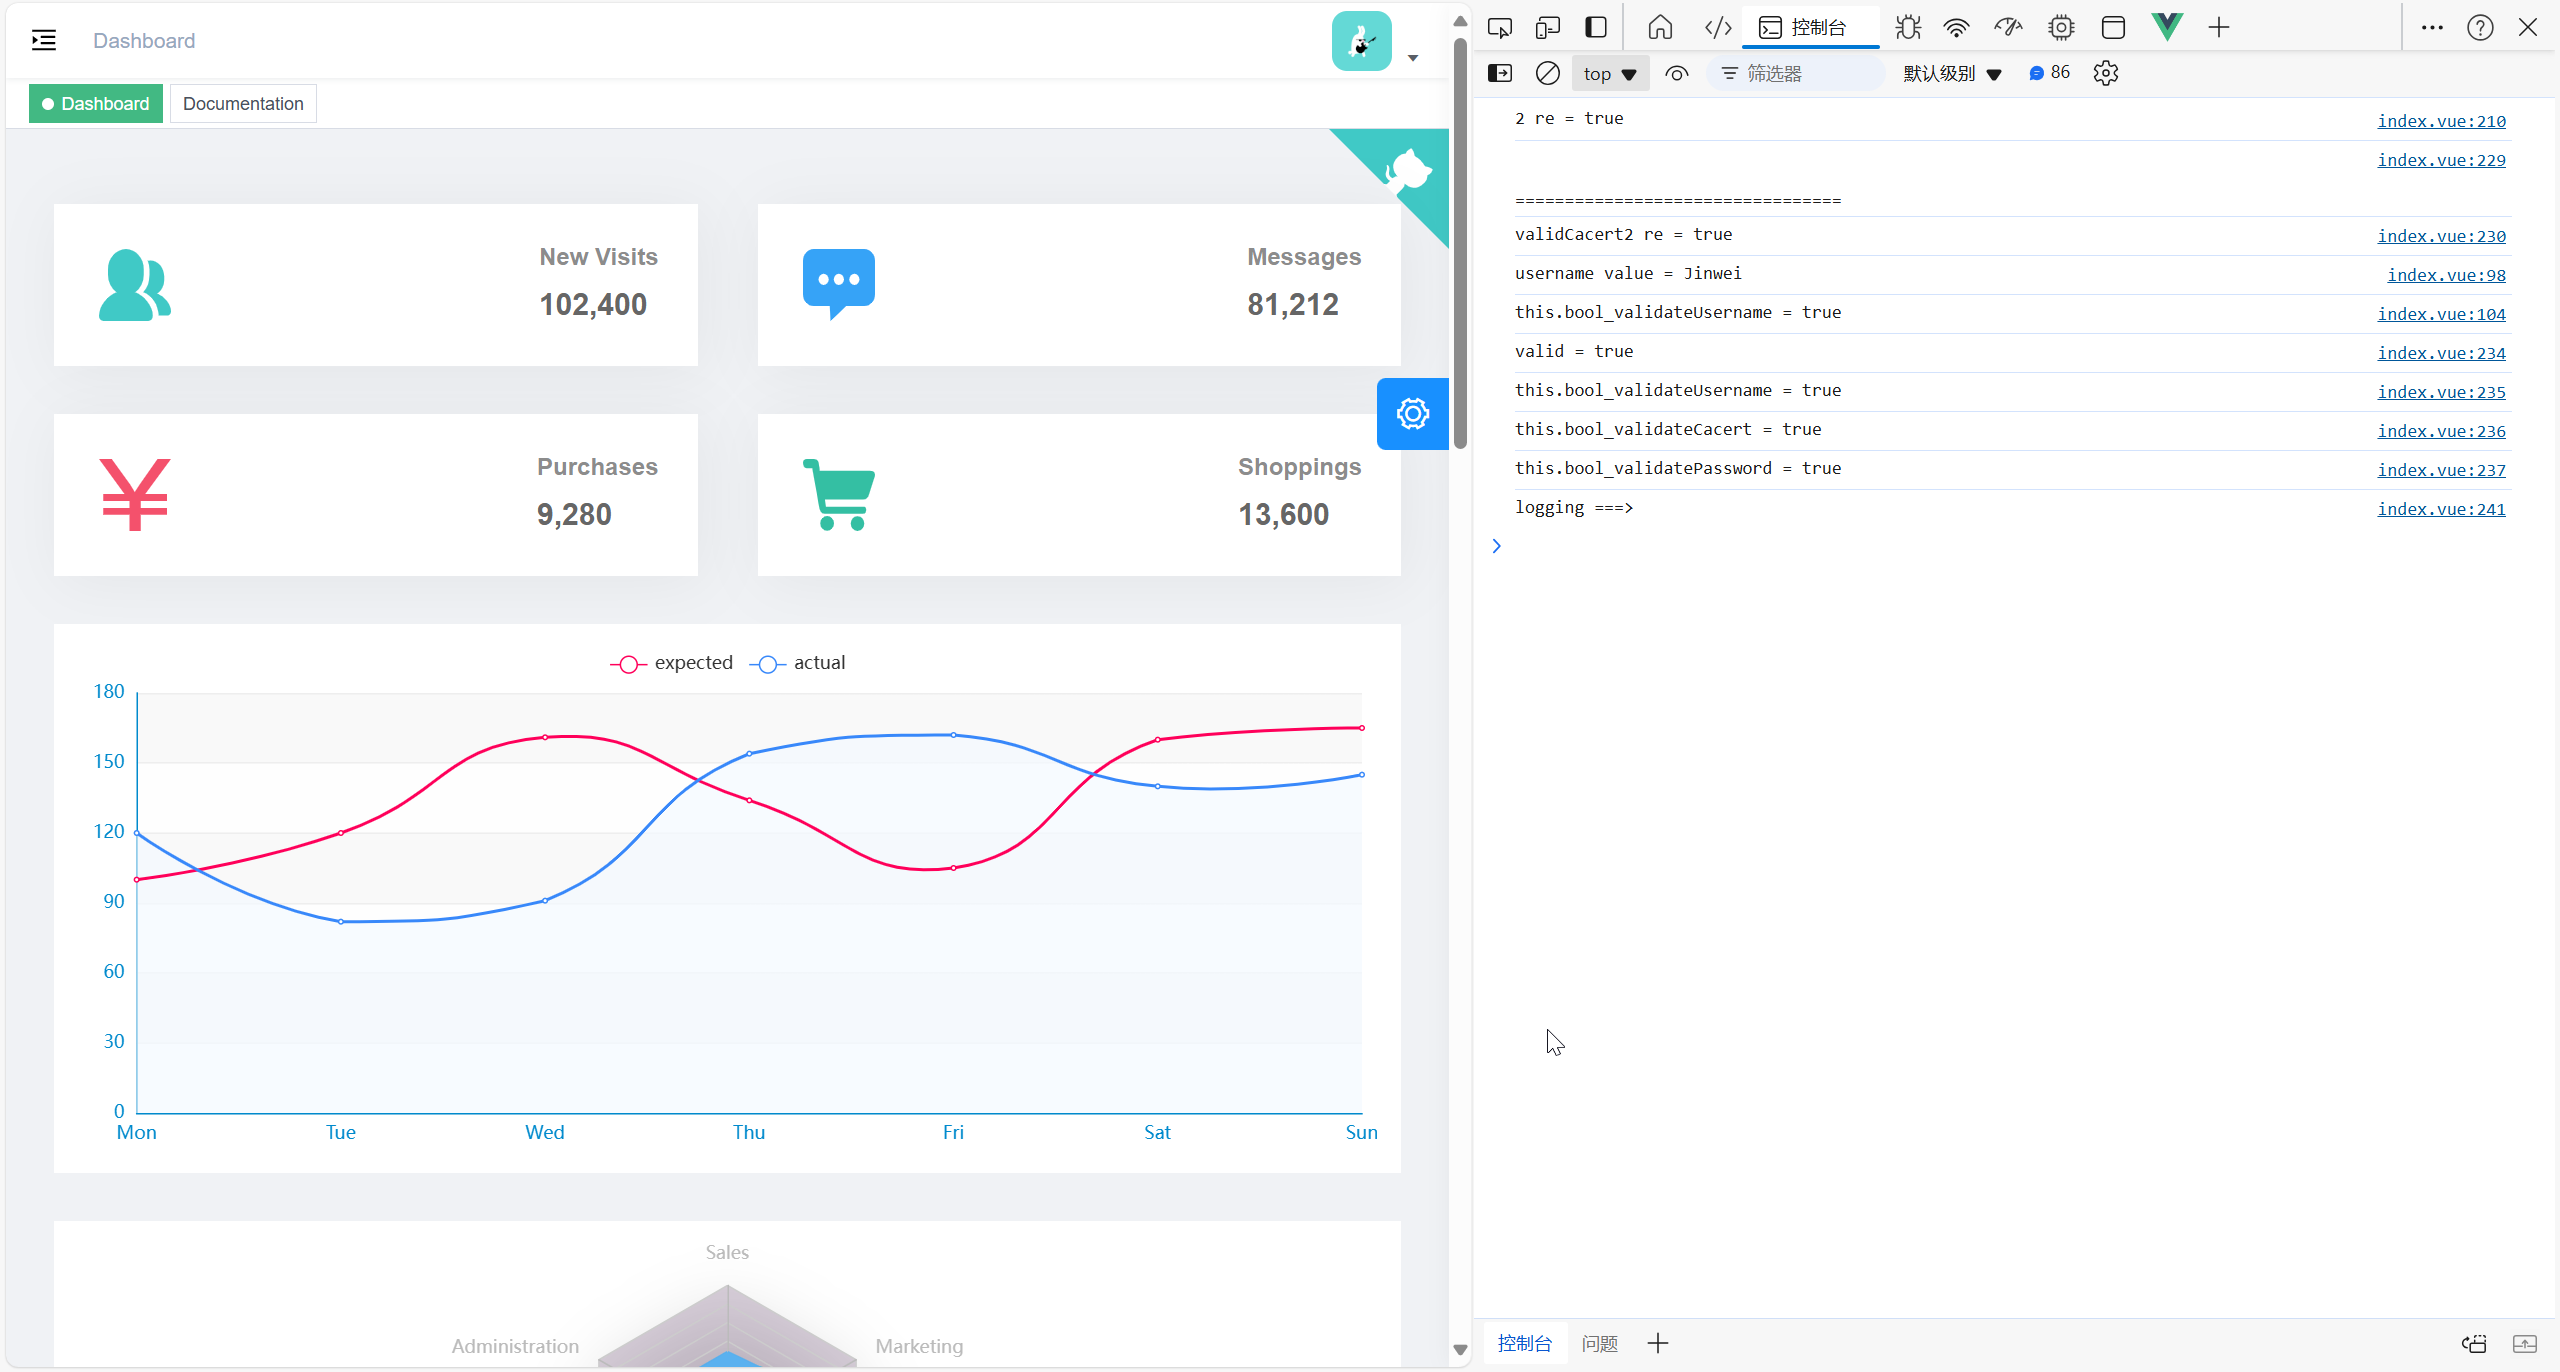 Dashboard
Dashboard
Documentation
New Visits
102,400
Messages
81,212
Purchases
9,280
Shoppings
13,600
expected
actual
180
150
120
90
60
30
0
Mon
Tue
Wed
Thu
Fri
Sat
Sun
Sales
Administration
Marketing
控制台
top
筛选器
默认级别
86
2 re = true
index.vue:210
index.vue:229
=================================
validCacert2 re = true
index.vue:230
username value = Jinwei
index.vue:98
this.bool_validateUsername = true
index.vue:104
valid = true
index.vue:234
this.bool_validateUsername = true
index.vue:235
this.bool_validateCacert = true
index.vue:236
this.bool_validatePassword = true
index.vue:237
logging ===>
index.vue:241
控制台
问题